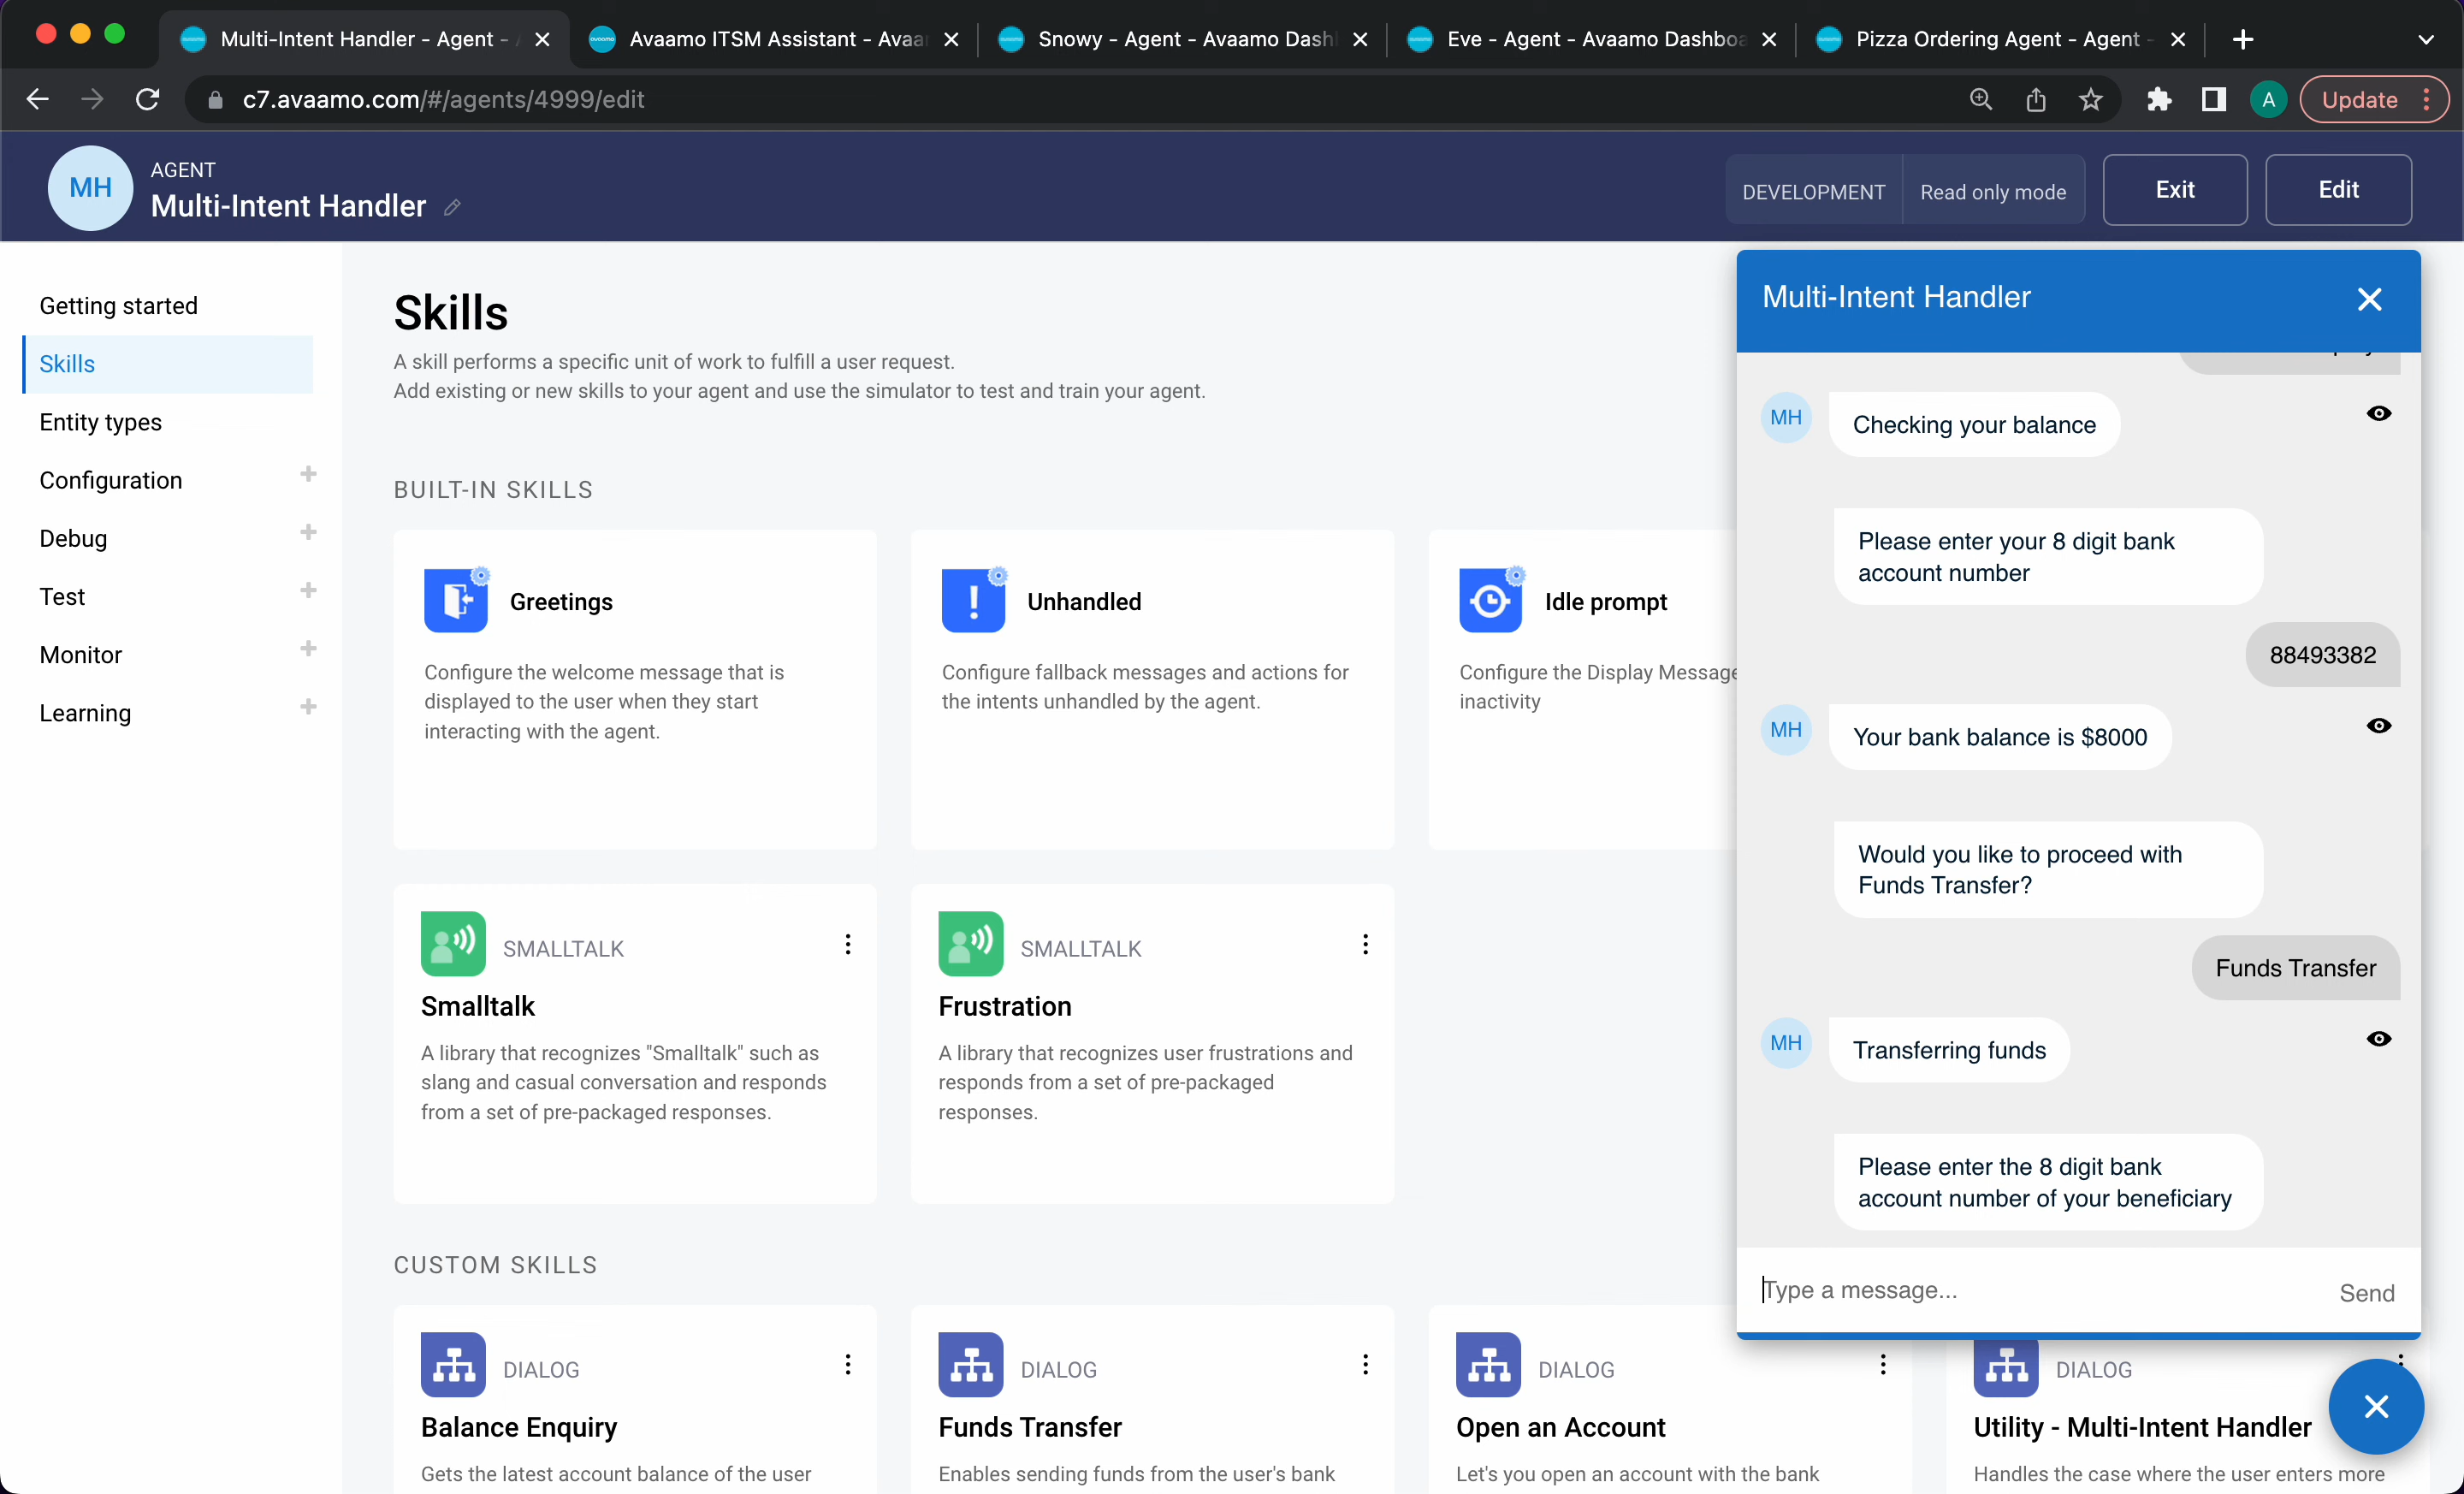 Multi-Intent Handler - Agent -
Avaamo ITSM Assistant - Avaar
Snowy - Agent - Avaamo Dash
Eve - Agent - Avaamo Dashboa
Pizza Ordering Agent - Agent -
c7.avaamo.com/#/agents/4999/edit
A
Update
MH
AGENT
Multi-Intent Handler
DEVELOPMENT
Read only mode
Exit
Edit
Getting started
Skills
Entity types
Configuration
Debug
Test
Monitor
Learning
Skills
A skill performs a specific unit of work to fulfill a user request.
Add existing or new skills to your agent and use the simulator to test and train your agent.
BUILT-IN SKILLS
Greetings
Configure the welcome message that is
displayed to the user when they start
interacting with the agent.
Unhandled
Configure fallback messages and actions for
the intents unhandled by the agent.
Idle prompt
Configure the Display Message
inactivity
SMALLTALK
Smalltalk
A library that recognizes "Smalltalk" such as
slang and casual conversation and responds
from a set of pre-packaged responses.
SMALLTALK
Frustration
A library that recognizes user frustrations and
responds from a set of pre-packaged
responses.
CUSTOM SKILLS
DIALOG
Balance Enquiry
Gets the latest account balance of the user
DIALOG
Funds Transfer
Enables sending funds from the user's bank
DIALOG
Open an Account
Let's you open an account with the bank
DIALOG
Utility - Multi-Intent Handler
Handles the case where the user enters more
Multi-Intent Handler
MH
Checking your balance
Please enter your 8 digit bank
account number
88493382
MH
Your bank balance is $8000
Would you like to proceed with
Funds Transfer?
Funds Transfer
MH
Transferring funds
Please enter the 8 digit bank
account number of your beneficiary
Type a message...
Send